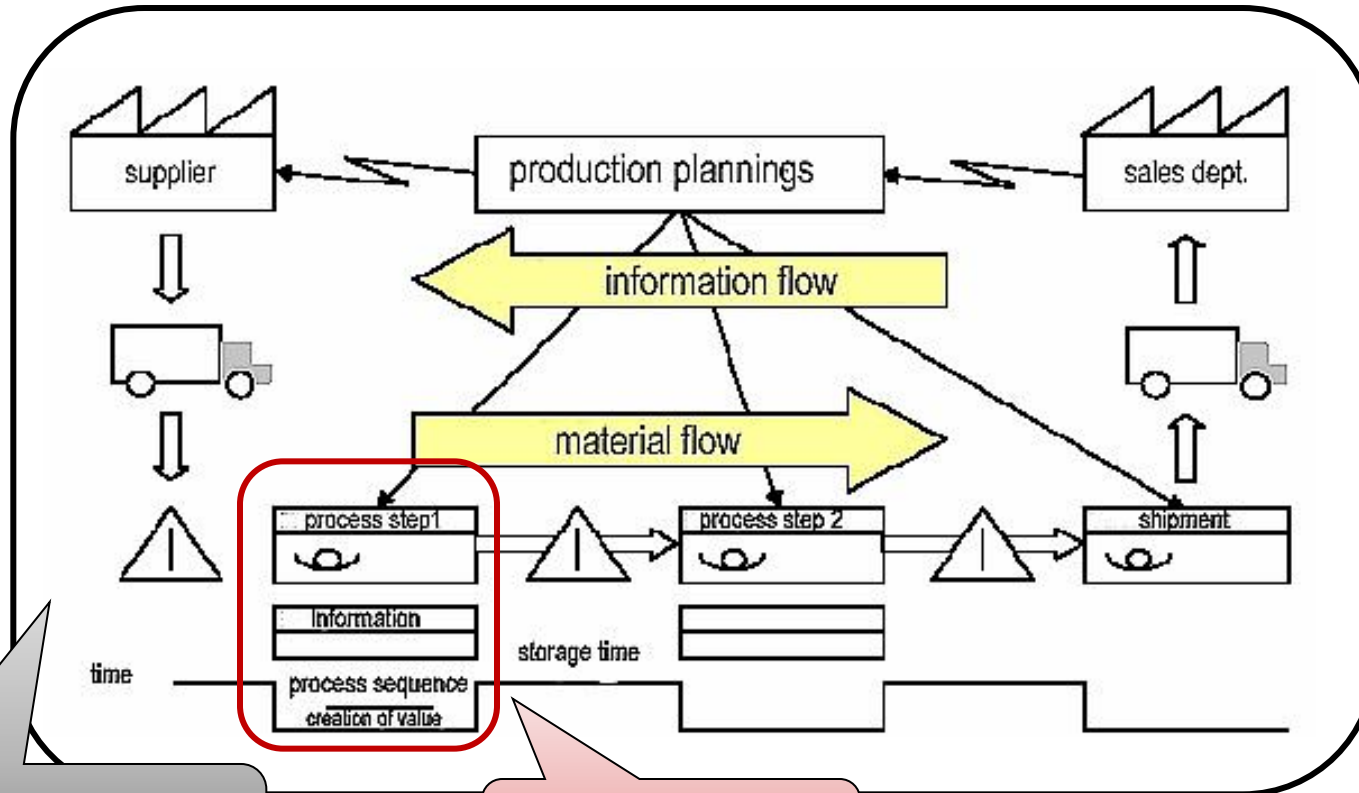 supplier
production plannings
sales dept.
information flow
material flow
process step1
process step 2
shipment
Information
storage time
time
process sequence
creation of value